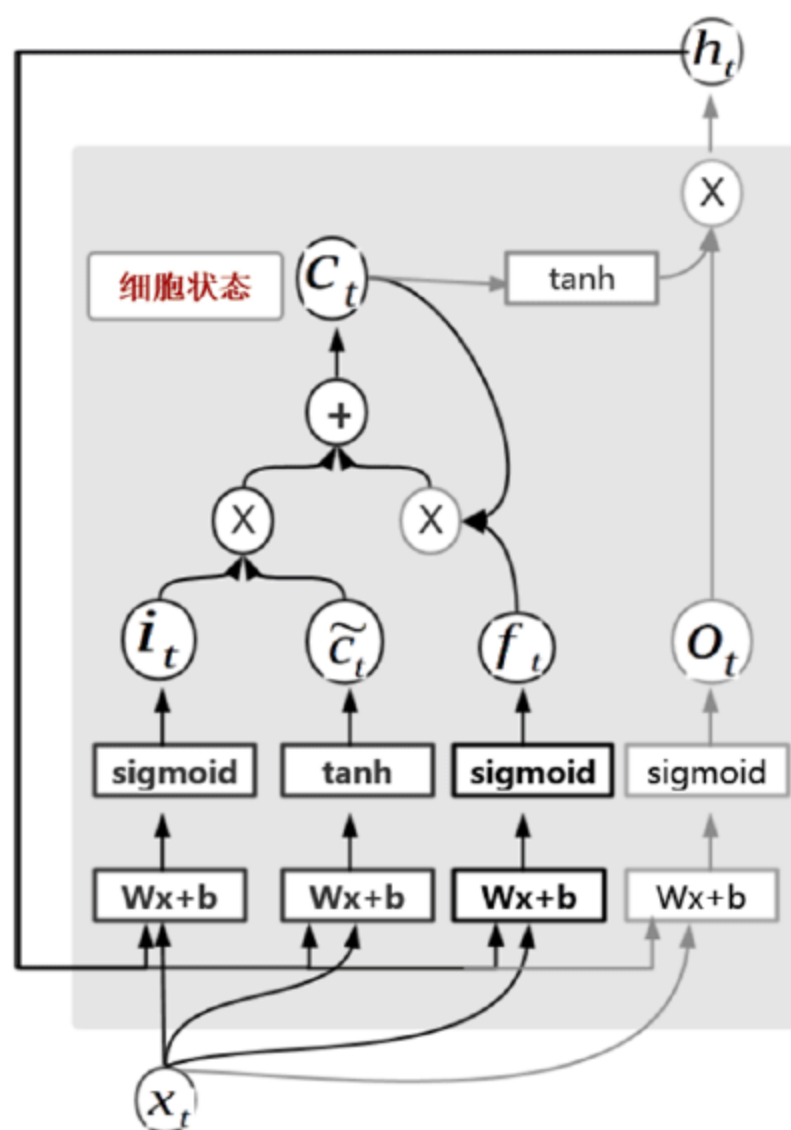 h_t
X
细胞状态
C_t
tanh
+
X
X
i_t
c̃_t
f_t
o_t
sigmoid
tanh
sigmoid
sigmoid
Wx+b
Wx+b
Wx+b
Wx+b
x_t